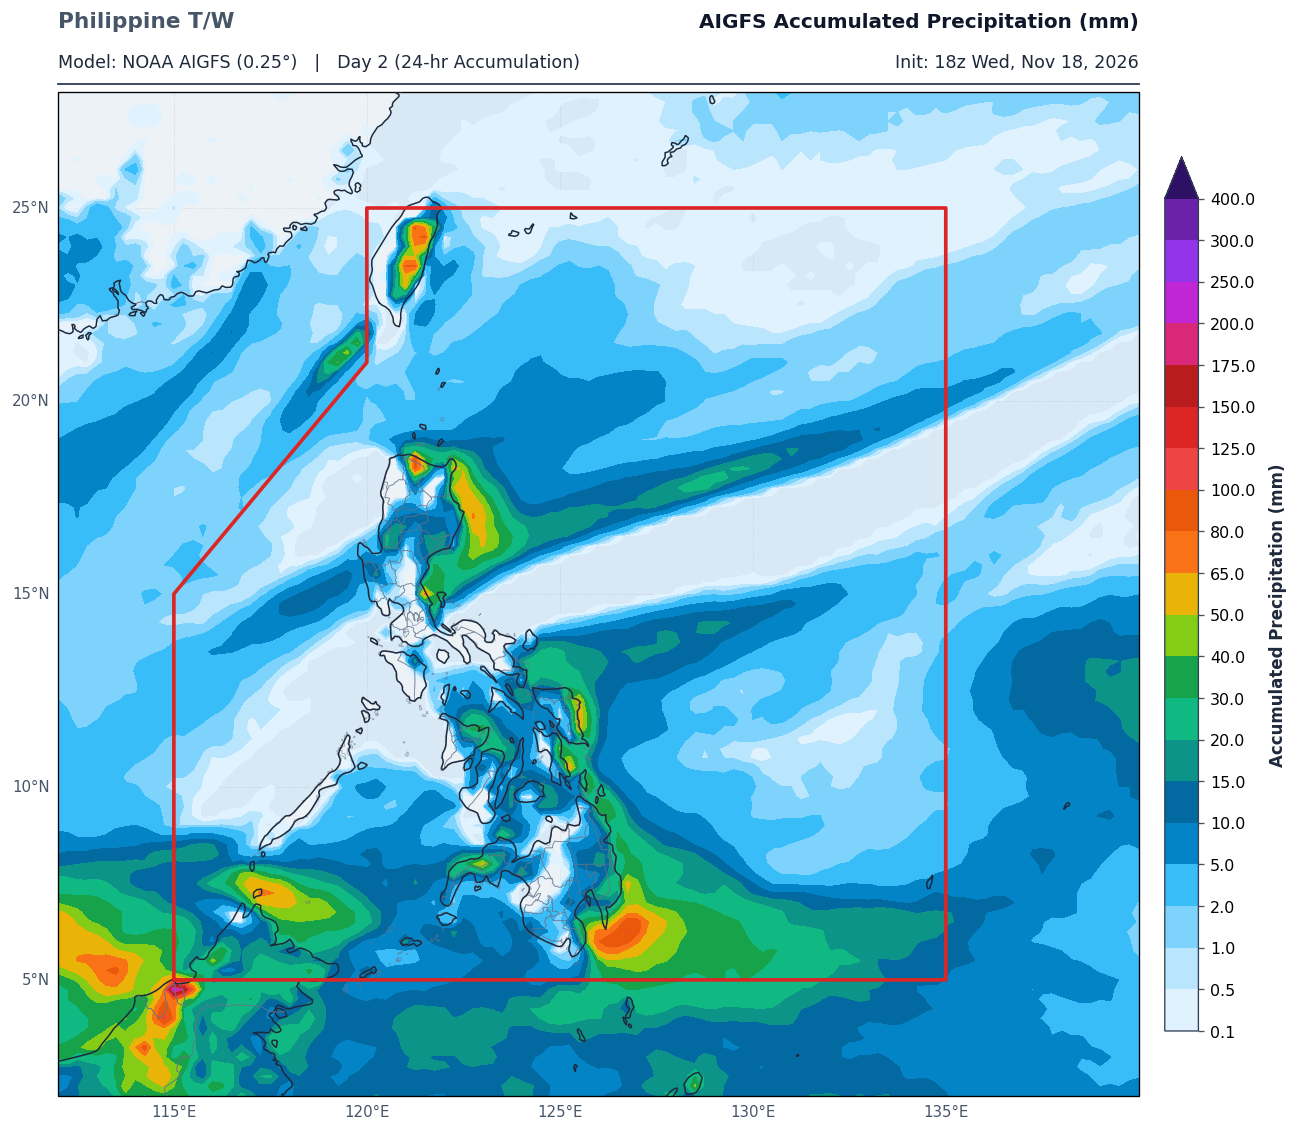 Philippine T/W
AIGFS Accumulated Precipitation (mm)
Model: NOAA AIGFS (0.25°) | Day 2 (24-hr Accumulation)
Init: 18z Wed, Nov 18, 2026
25°N
20°N
15°N
10°N
5°N
115°E
120°E
125°E
130°E
135°E
400.0
300.0
250.0
200.0
175.0
150.0
125.0
100.0
80.0
65.0
50.0
40.0
30.0
20.0
15.0
10.0
5.0
2.0
1.0
0.5
0.1
Accumulated Precipitation (mm)